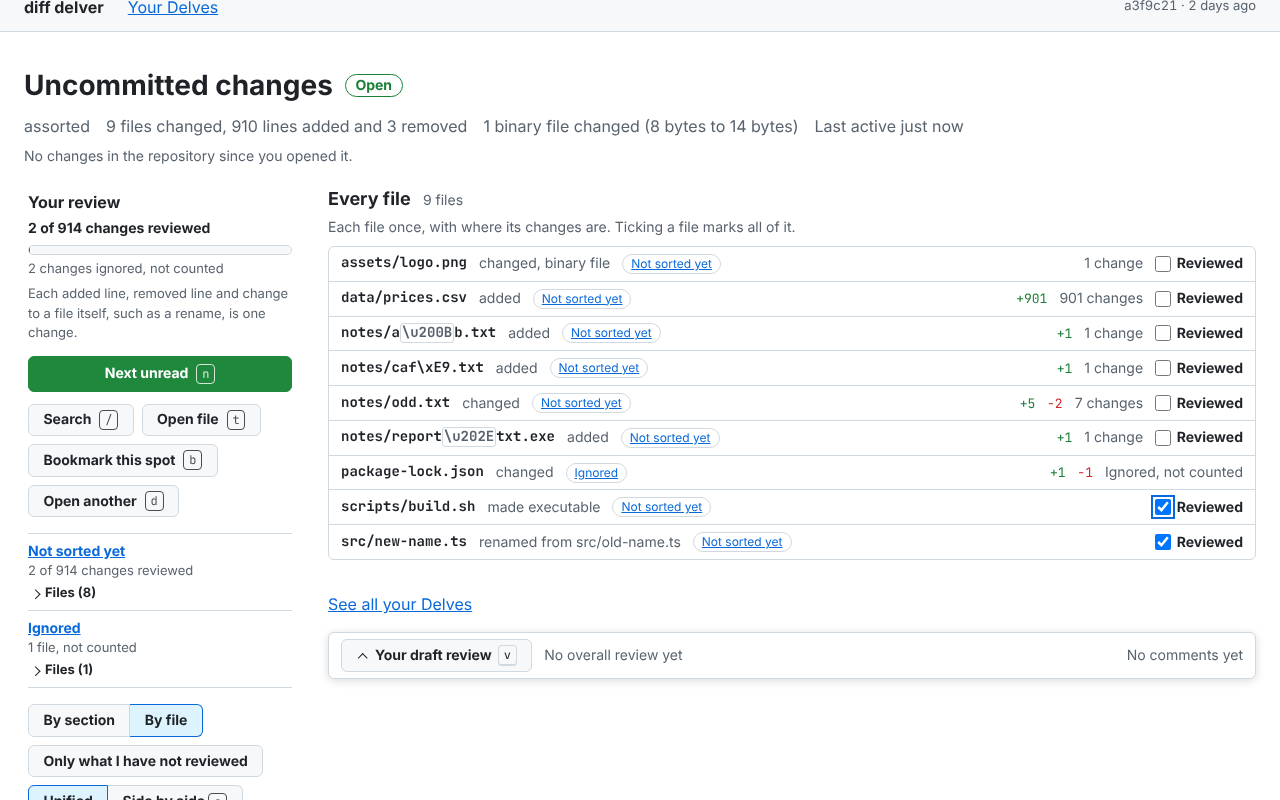 diff delver Your Delves a3f9c21 · 2 days ago
Uncommitted changes Open
assorted 9 files changed, 910 lines added and 3 removed 1 binary file changed (8 bytes to 14 bytes) Last active just now
No changes in the repository since you opened it.
Your review
2 of 914 changes reviewed
2 changes ignored, not counted
Each added line, removed line and change
to a file itself, such as a rename, is one
change.
Next unread n
Search / Open file t
Bookmark this spot b
Open another d
Not sorted yet
2 of 914 changes reviewed
Files (8)
Ignored
1 file, not counted
Files (1)
By section By file
Only what I have not reviewed
Unified Side by side s
Every file 9 files
Each file once, with where its changes are. Ticking a file marks all of it.
assets/logo.png changed, binary file Not sorted yet 1 change Reviewed
data/prices.csv added Not sorted yet +901 901 changes Reviewed
notes/a\u200Bb.txt added Not sorted yet +1 1 change Reviewed
notes/caf\xE9.txt added Not sorted yet +1 1 change Reviewed
notes/odd.txt changed Not sorted yet +5 -2 7 changes Reviewed
notes/report\u202Etxt.exe added Not sorted yet +1 1 change Reviewed
package-lock.json changed Ignored +1 -1 Ignored, not counted
scripts/build.sh made executable Not sorted yet Reviewed
src/new-name.ts renamed from src/old-name.ts Not sorted yet Reviewed
See all your Delves
Your draft review v No overall review yet No comments yet